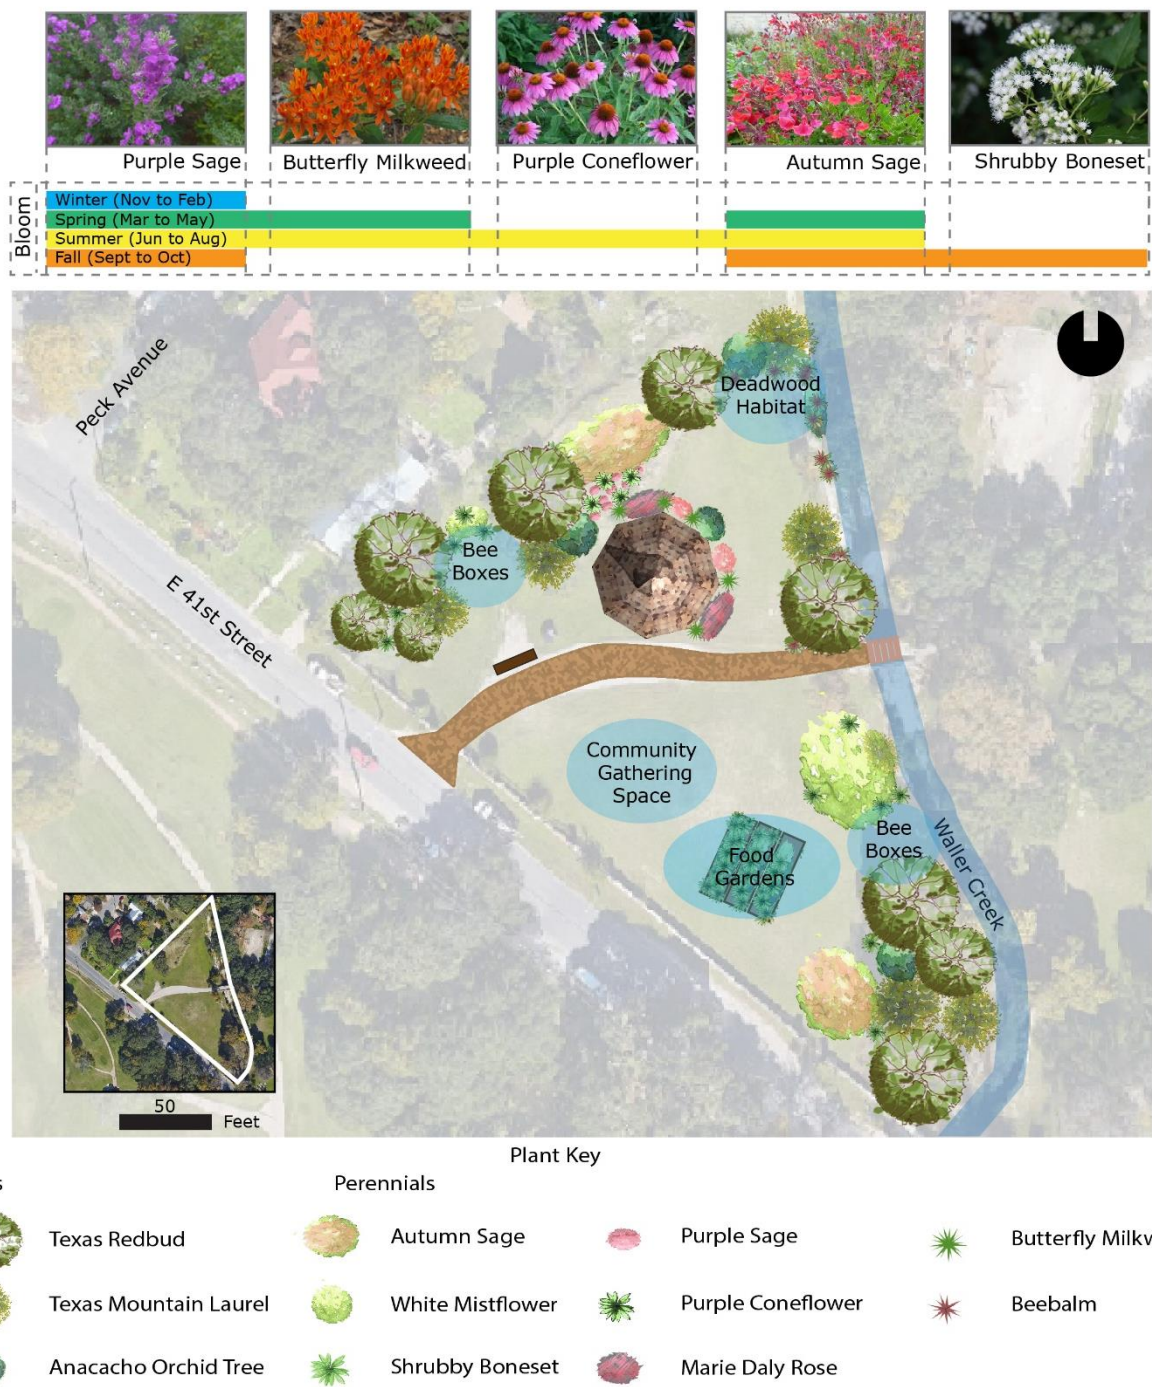 Purple Sage
Butterfly Milkweed
Purple Coneflower
Autumn Sage
Shrubby Boneset
Bloom
Winter (Nov to Feb)
Spring (Mar to May)
Summer (Jun to Aug)
Fall (Sept to Oct)
Peck Avenue
E 41st Street
Deadwood
Habitat
Bee
Boxes
Community
Gathering
Space
Food
Gardens
Bee
Boxes
Waller Creek
50
Feet
Plant Key
s
Perennials
Texas Redbud
Autumn Sage
Purple Sage
Butterfly Milkw
Texas Mountain Laurel
White Mistflower
Purple Coneflower
Beebalm
Anacacho Orchid Tree
Shrubby Boneset
Marie Daly Rose